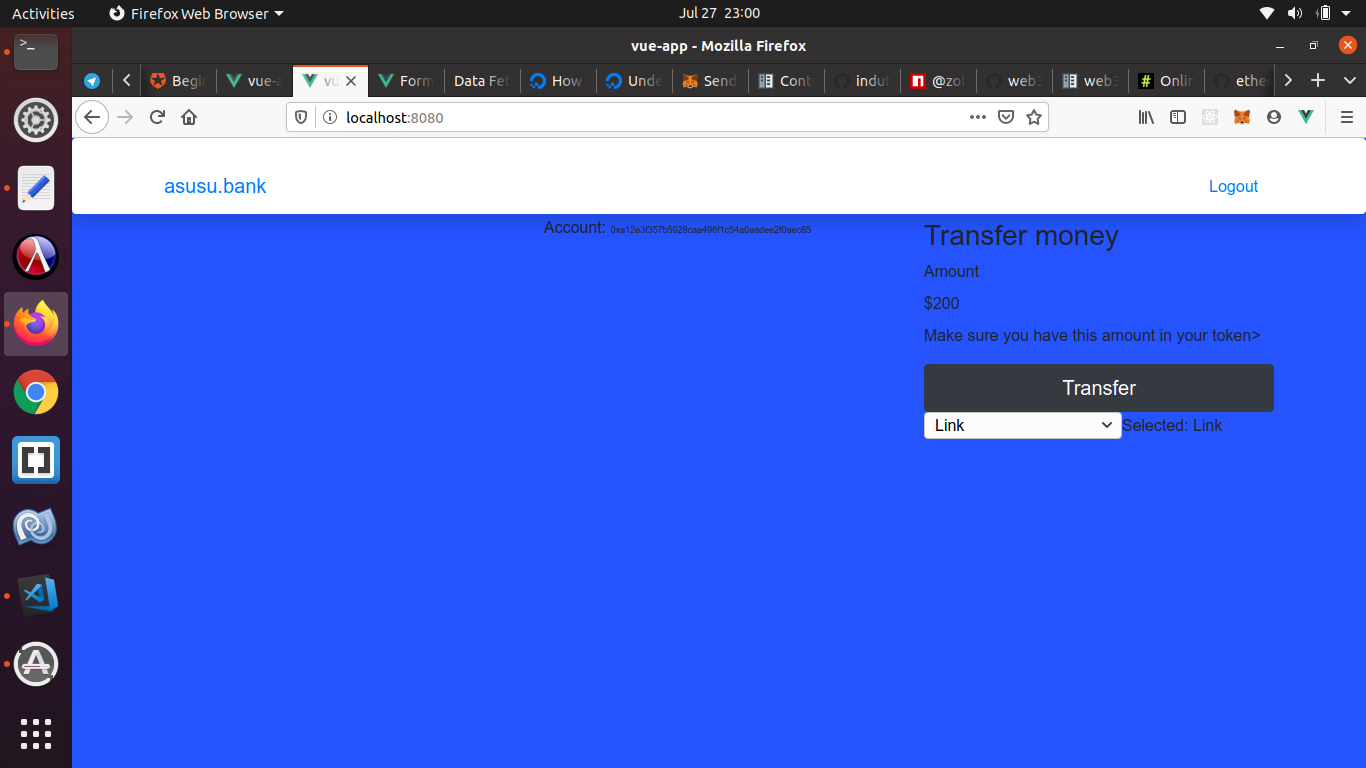 Activities Firefox Web Browser Jul 27 23:00
vue-app - Mozilla Firefox
Begi vue-a vu Form Data Fet How Unde Send Cont indut @zol web3 web3 Onlin ethe
localhost:8080
asusu.bank Logout
Account: 0xa12e3f357b5928caa496f1c54a0aadee2f0aec85
Transfer money
Amount
$200
Make sure you have this amount in your token>
Transfer
Link Selected: Link